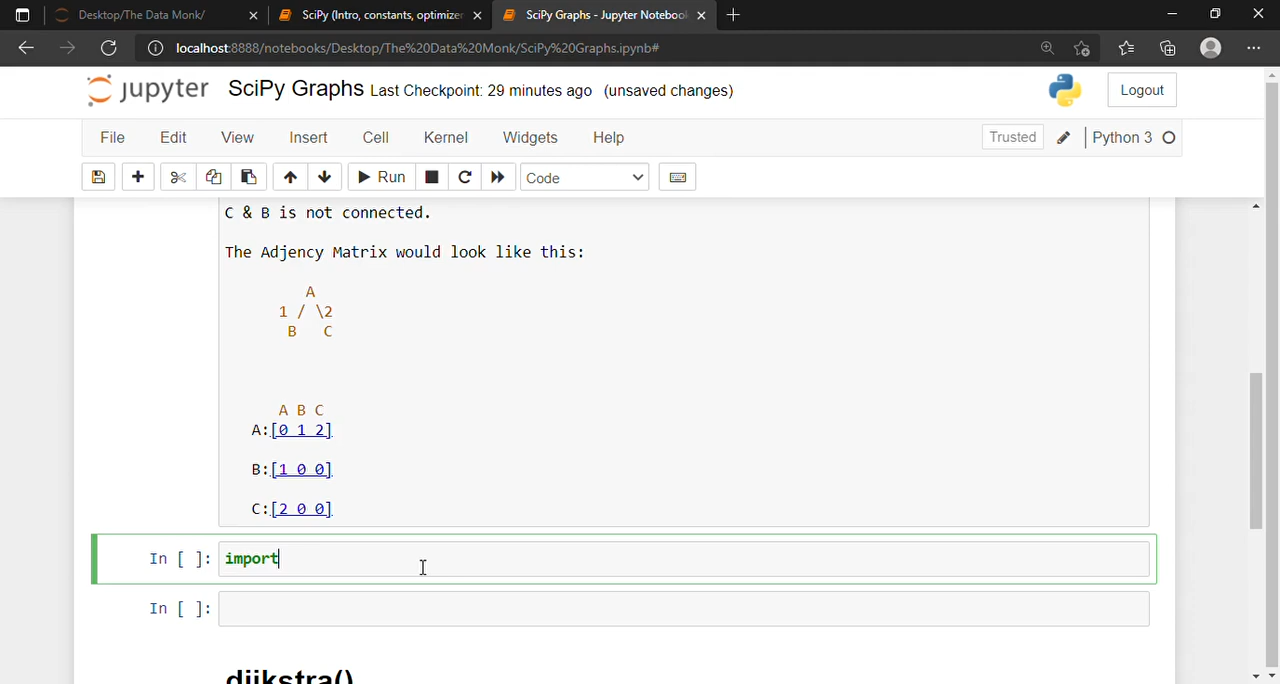 Desktop/The Data Monk/
SciPy (Intro, constants, optimizer
SciPy Graphs - Jupyter Notebook
localhost:8888/notebooks/Desktop/The%20Data%20Monk/SciPy%20Graphs.ipynb#
jupyter SciPy Graphs Last Checkpoint: 29 minutes ago (unsaved changes)
Logout
File Edit View Insert Cell Kernel Widgets Help
Trusted Python 3
Run Code
C & B is not connected.
The Adjency Matrix would look like this:
A
1 / \2
B C
A B C
A:[0 1 2]
B:[1 0 0]
C:[2 0 0]
In [ ]: import
In [ ]:
dijkstra()